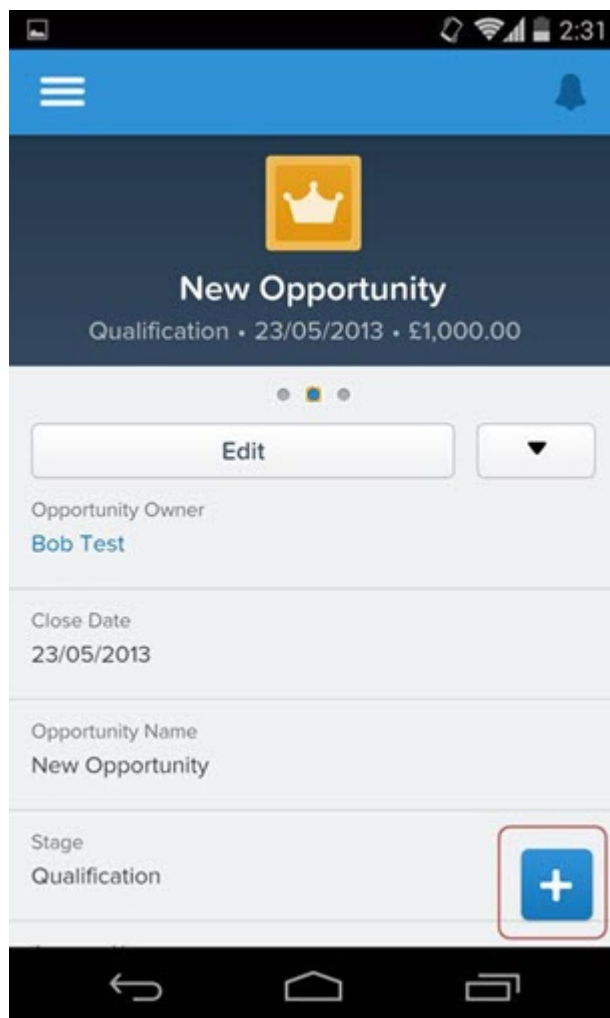 2:31
New Opportunity
Qualification • 23/05/2013 • £1,000.00
Edit
Opportunity Owner
Bob Test
Close Date
23/05/2013
Opportunity Name
New Opportunity
Stage
Qualification